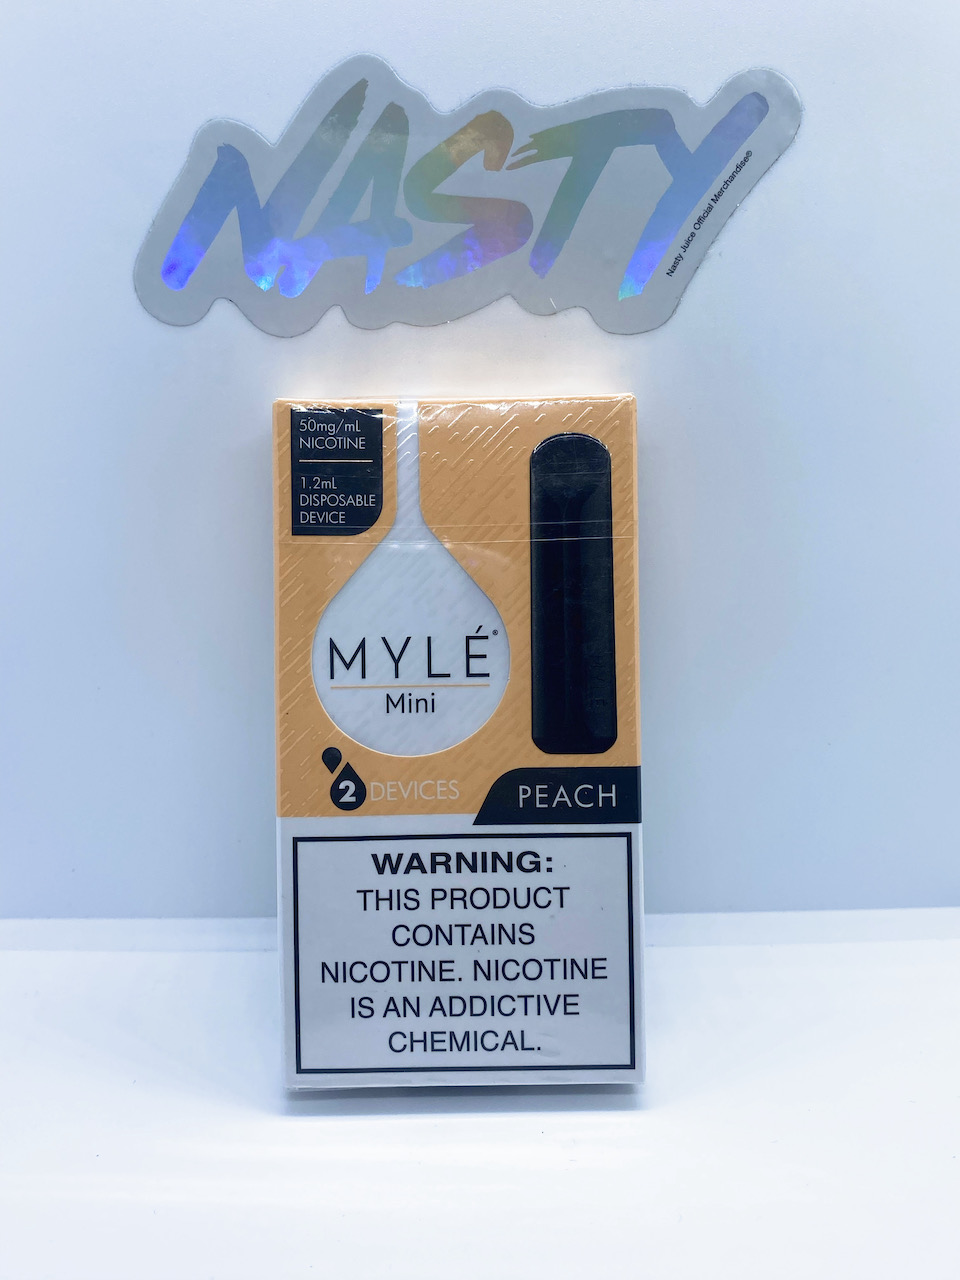 NASTY
Nasty Juice Official Merchandise®
50mg/mL
NICOTINE
1.2mL
DISPOSABLE
DEVICE
MYLÉ®
Mini
2 DEVICES
PEACH
WARNING:
THIS PRODUCT
CONTAINS
NICOTINE. NICOTINE
IS AN ADDICTIVE
CHEMICAL.